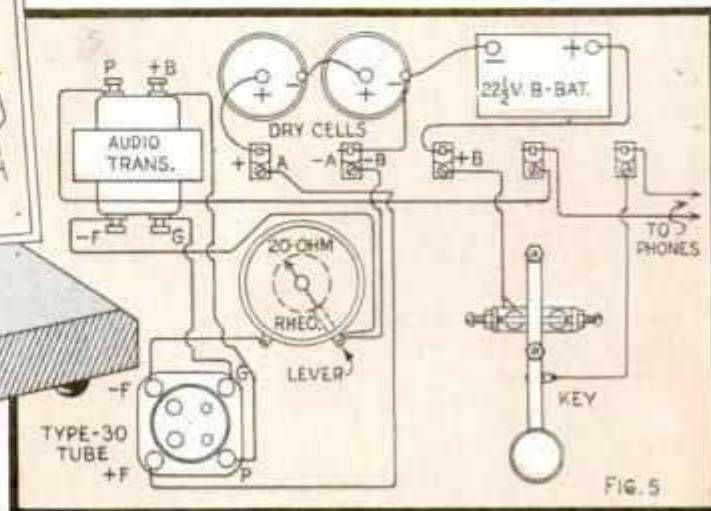 P +B
- + - +
+ -
DRY CELLS
22½V. B-BAT.
AUDIO
TRANS.
+ A -A -B +B
-F G
20-OHM
RHEO.
LEVER
TO
PHONES
KEY
-F G
TYPE-30
TUBE
+F P
FIG. 5